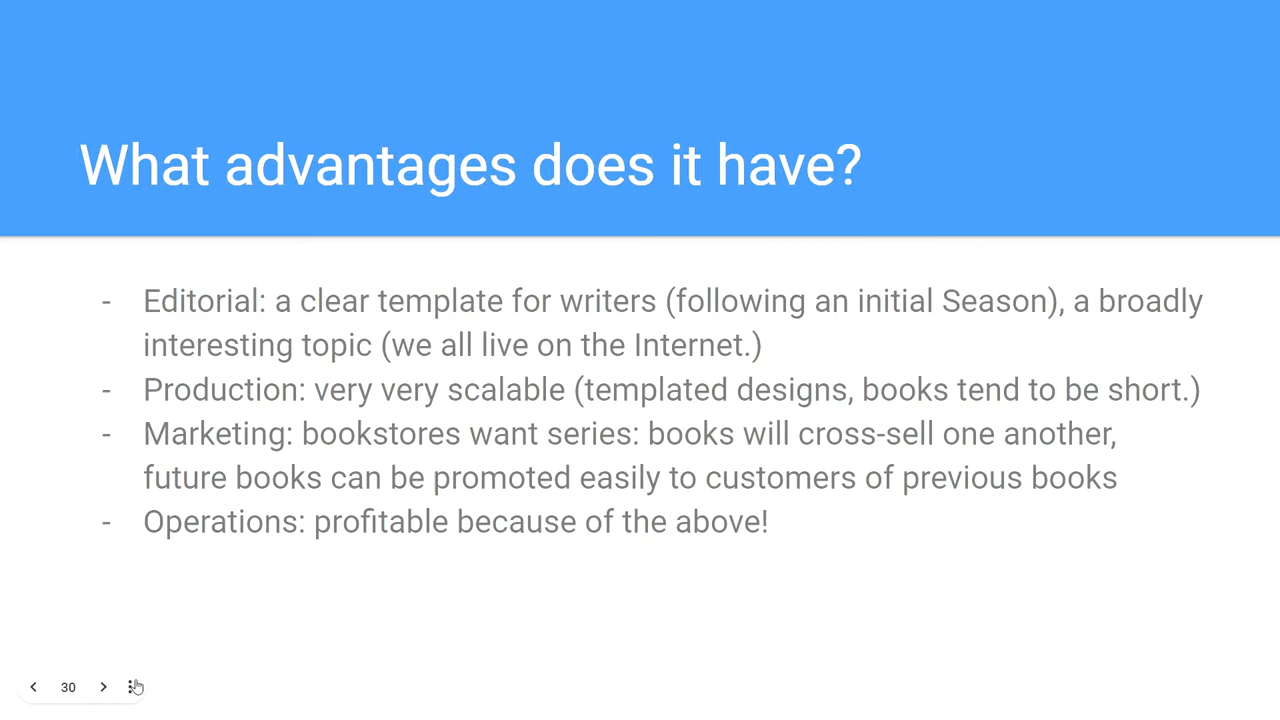 What advantages does it have?
- Editorial: a clear template for writers (following an initial Season), a broadly
interesting topic (we all live on the Internet.)
- Production: very very scalable (templated designs, books tend to be short.)
- Marketing: bookstores want series: books will cross-sell one another,
future books can be promoted easily to customers of previous books
- Operations: profitable because of the above!
30